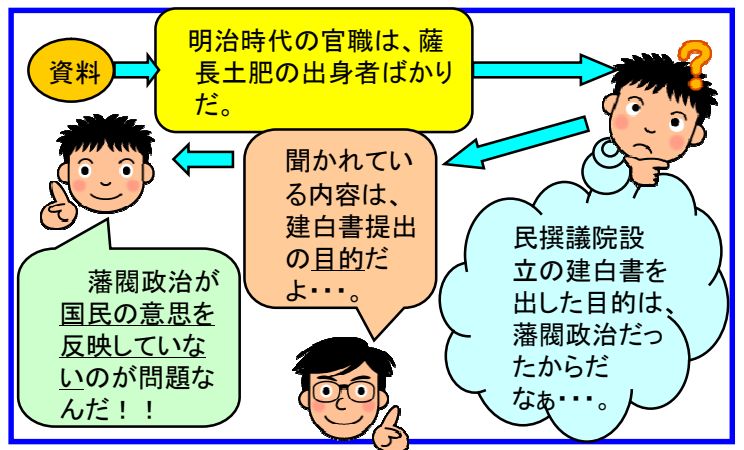 資料
明治時代の官職は、薩
長土肥の出身者ばかり
だ。
?
民撰議院設
立の建白書を
出した目的は、
藩閥政治だっ
たからだ
なぁ・・・。
聞かれてい
る内容は、
建白書提出
の目的だ
よ・・・。
藩閥政治が
国民の意思を
反映していな
いのが問題な
んだ！！